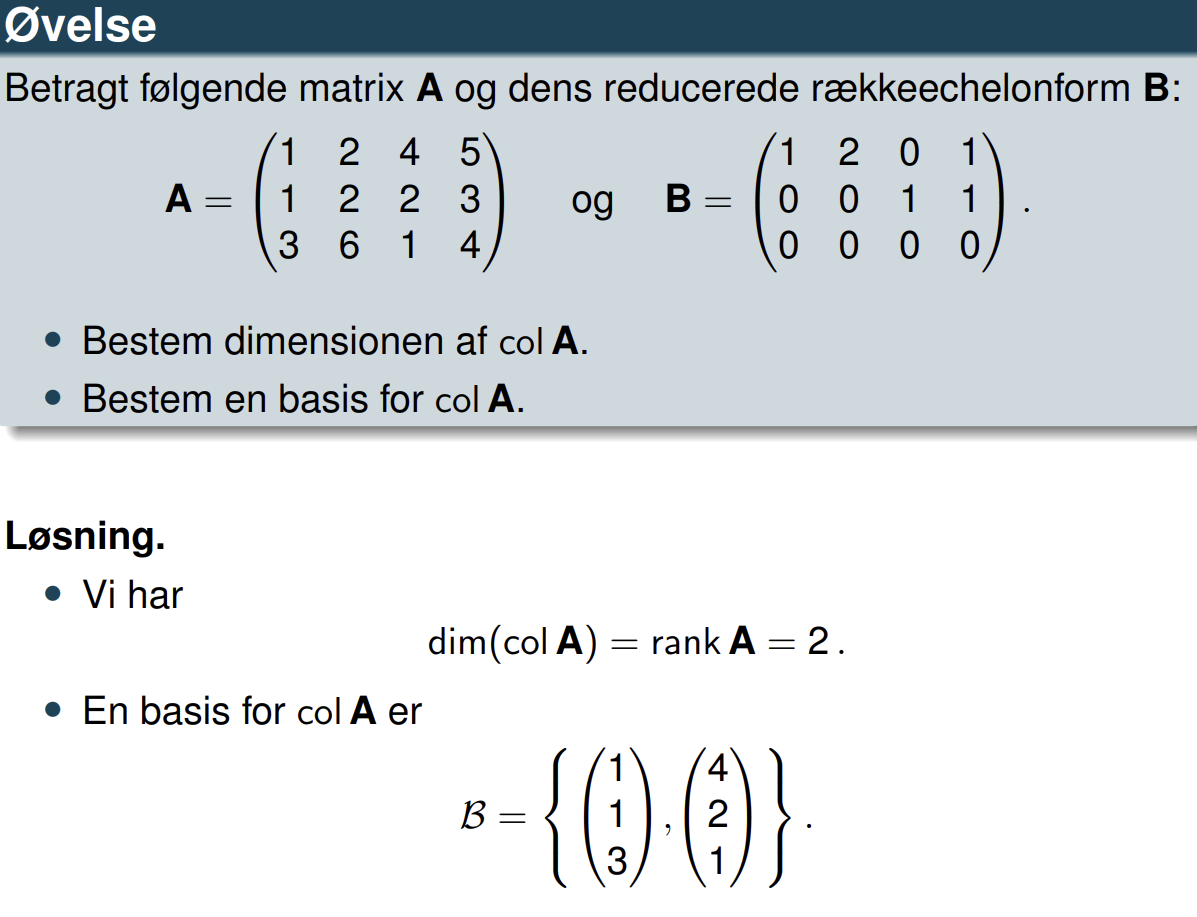 Øvelse
Betragt følgende matrix A og dens reducerede rækkeechelonform B:
A = (1 2 4 5; 1 2 2 3; 3 6 1 4) og B = (1 2 0 1; 0 0 1 1; 0 0 0 0) .
• Bestem dimensionen af col A.
• Bestem en basis for col A.
Løsning.
• Vi har
dim(col A) = rank A = 2 .
• En basis for col A er
ℬ = { (1; 1; 3), (4; 2; 1) } .